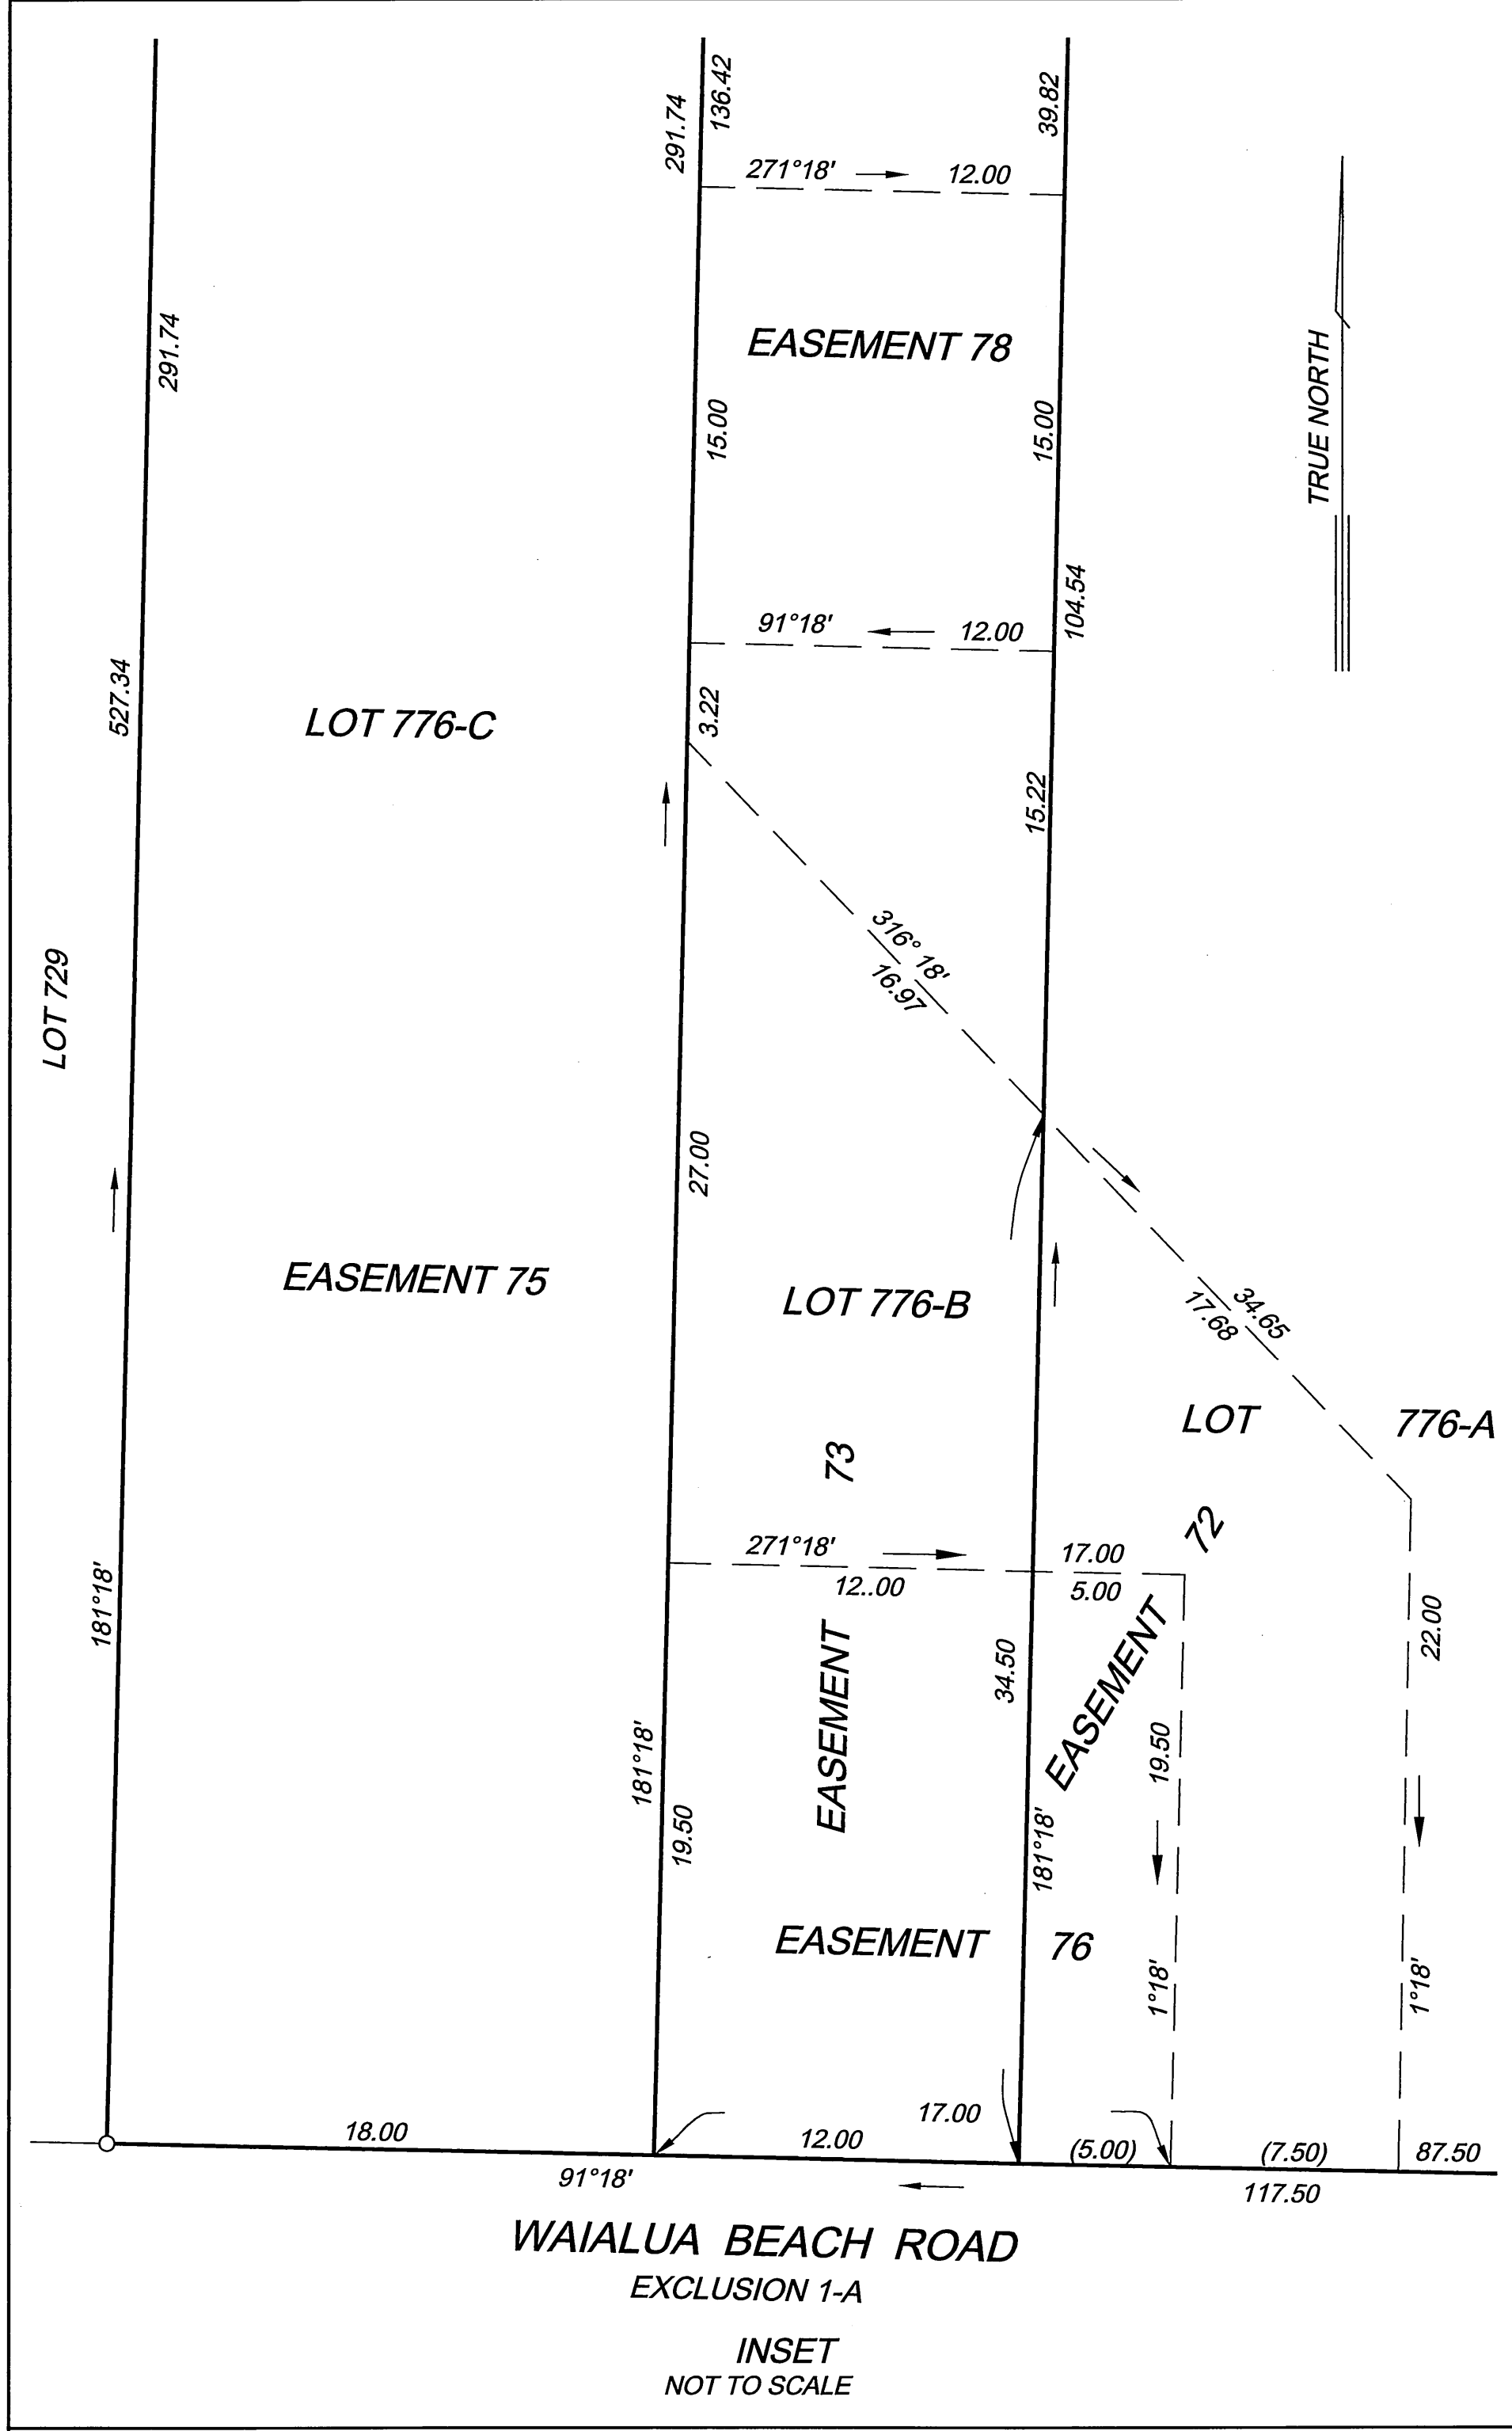 136.42
291.74
39.82
271°18'
12.00
291.74
EASEMENT 78
15.00
15.00
TRUE NORTH
104.54
91°18'
12.00
527.34
3.22
LOT 776-C
15.22
316° 18'
16.97
LOT 729
27.00
EASEMENT 75
LOT 776-B
34.65
17.68
LOT 776-A
EASEMENT 73
EASEMENT 72
271°18'
12..00
17.00
5.00
181°18'
22.00
34.50
19.50
181°18'
19.50
181°18'
EASEMENT 76
1°18'
1°18'
18.00
17.00
12.00
(5.00)
(7.50)
87.50
91°18'
117.50
WAIALUA BEACH ROAD
EXCLUSION 1-A
INSET
NOT TO SCALE